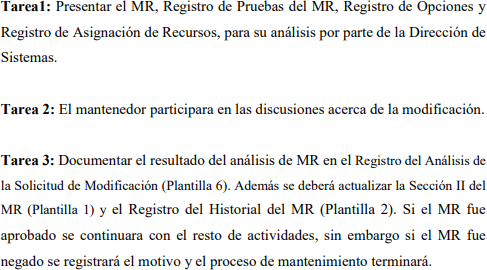 Tarea1: Presentar el MR, Registro de Pruebas del MR, Registro de Opciones y
Registro de Asignación de Recursos, para su análisis por parte de la Dirección de
Sistemas.
Tarea 2: El mantenedor participara en las discusiones acerca de la modificación.
Tarea 3: Documentar el resultado del análisis de MR en el Registro del Análisis de
la Solicitud de Modificación (Plantilla 6). Además se deberá actualizar la Sección II del
MR (Plantilla 1) y el Registro del Historial del MR (Plantilla 2). Si el MR fue
aprobado se continuara con el resto de actividades, sin embargo si el MR fue
negado se registrará el motivo y el proceso de mantenimiento terminará.